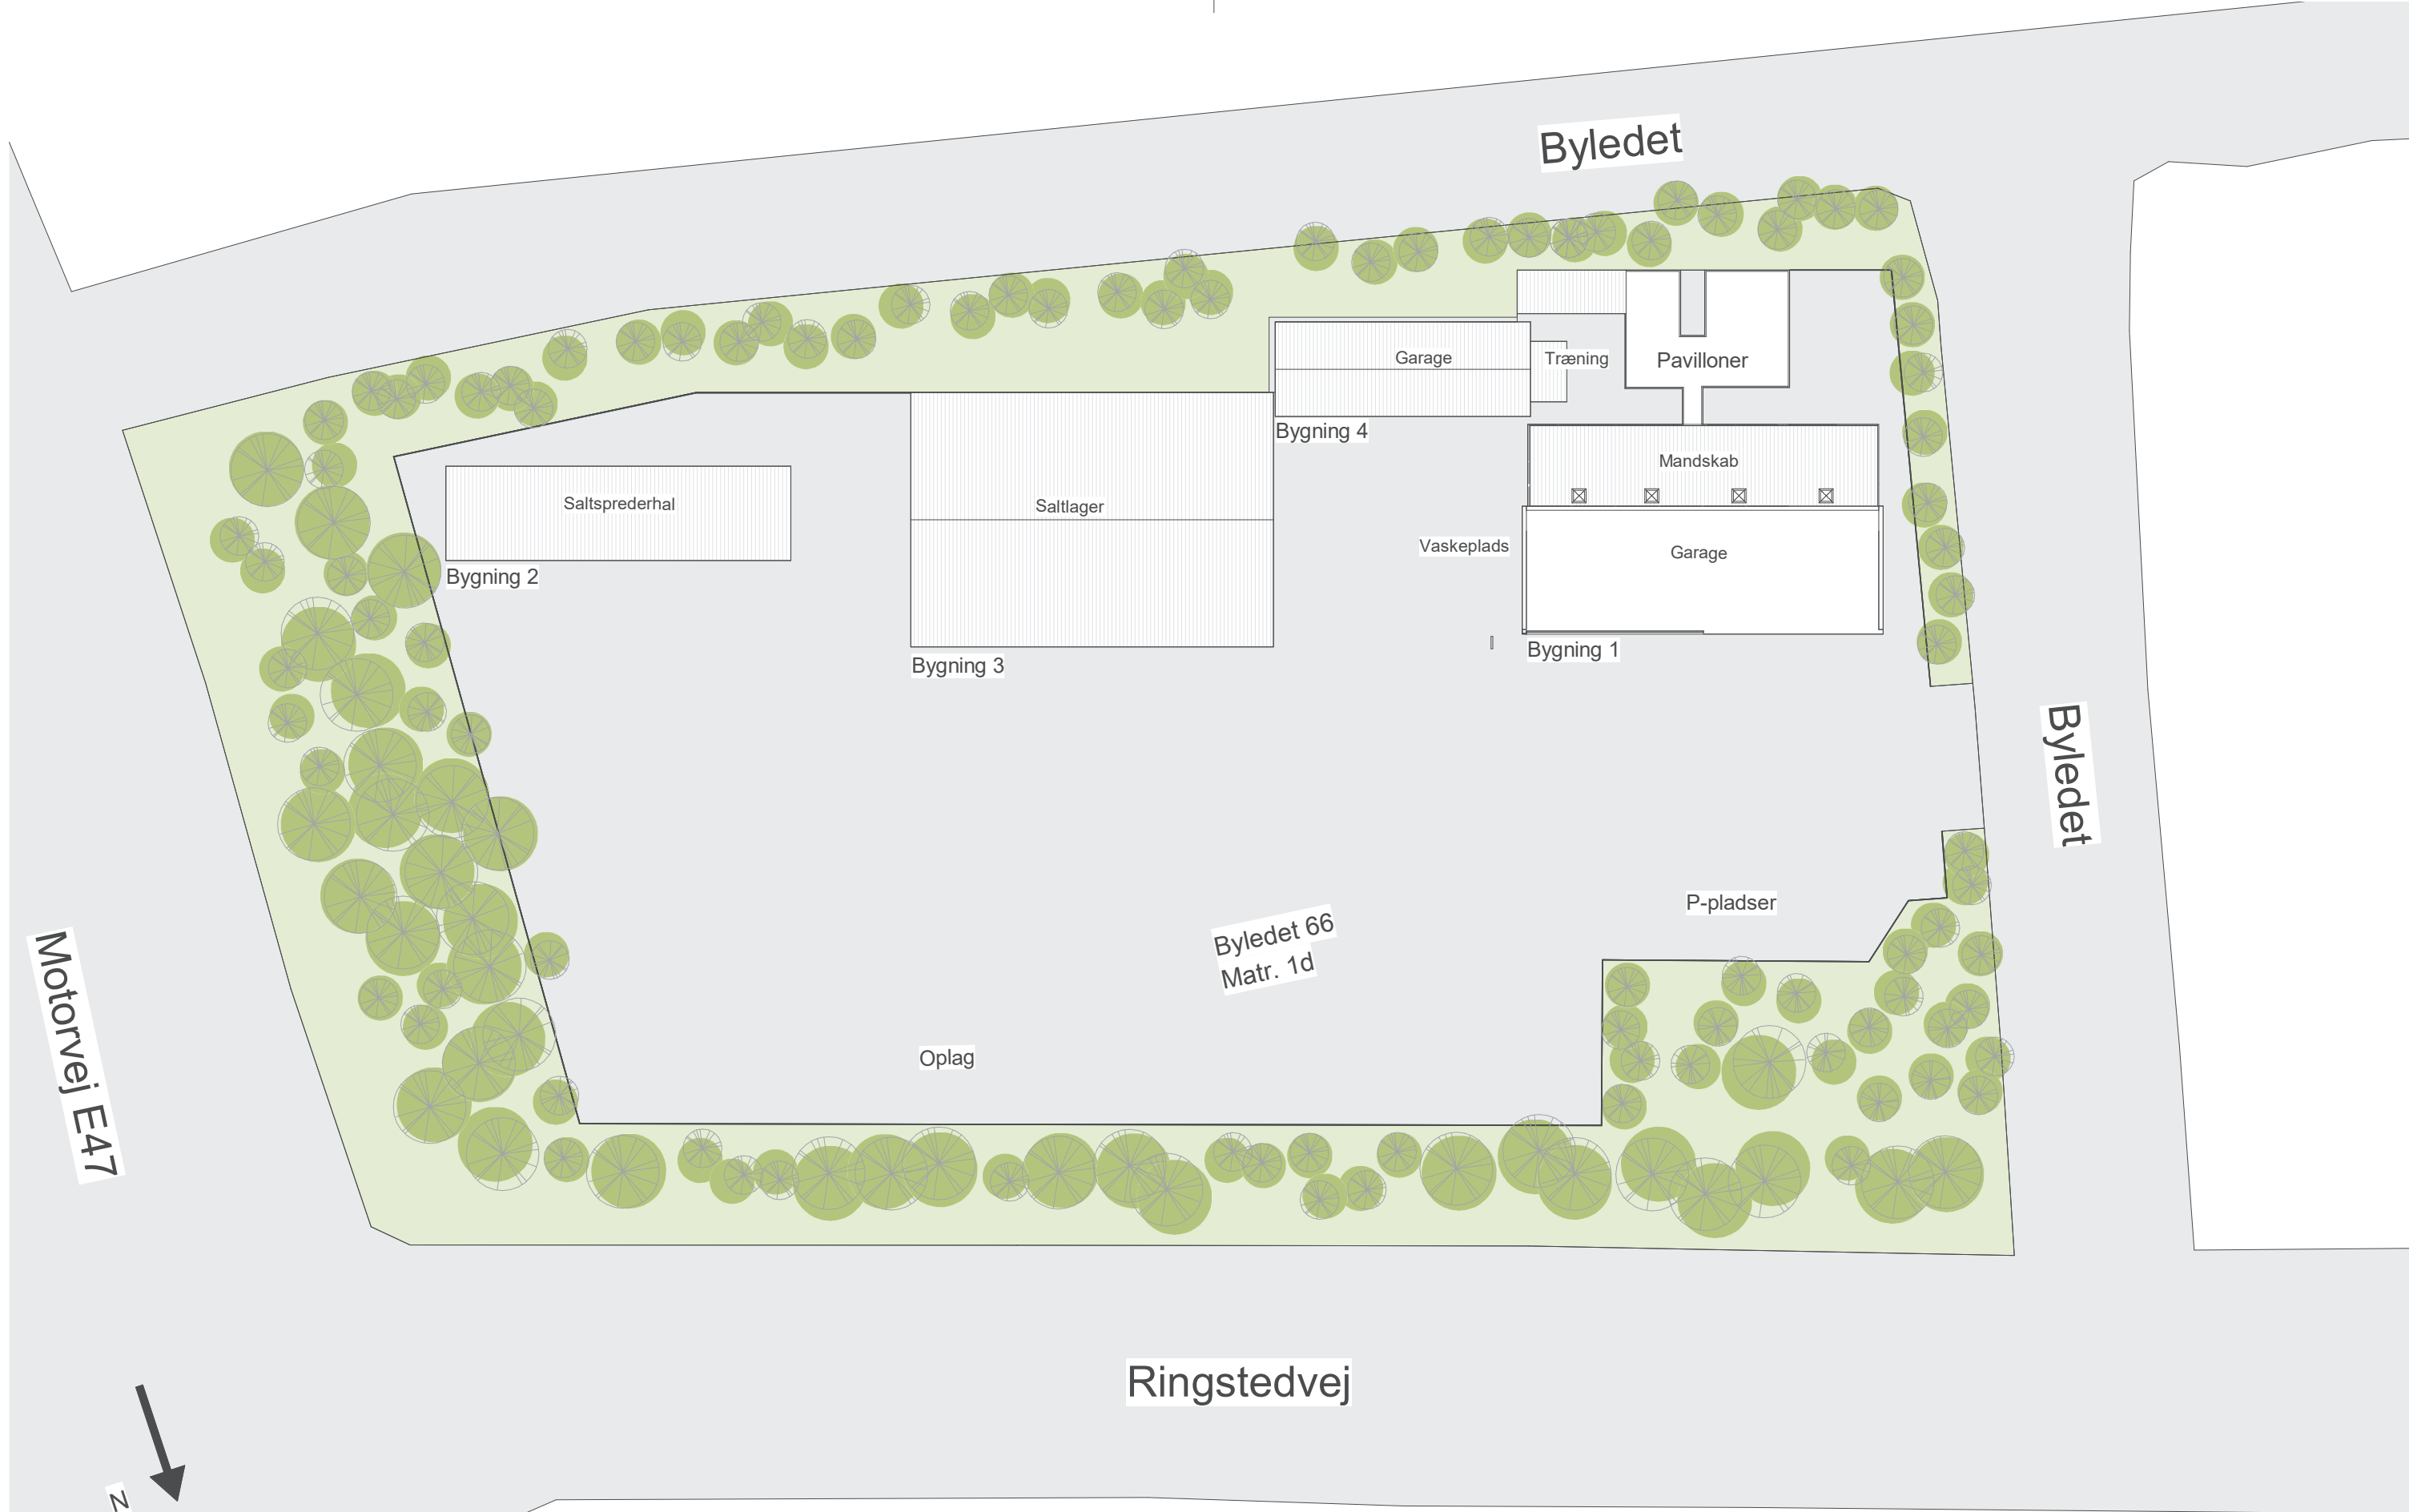 Byledet
Garage
Træning
Pavilloner
Bygning 4
Mandskab
Saltsprederhal
Saltlager
Vaskeplads
Garage
Bygning 2
Bygning 1
Bygning 3
Byledet
P-pladser
Byledet 66
Matr. 1d
Motorvej E47
Oplag
Ringstedvej
N